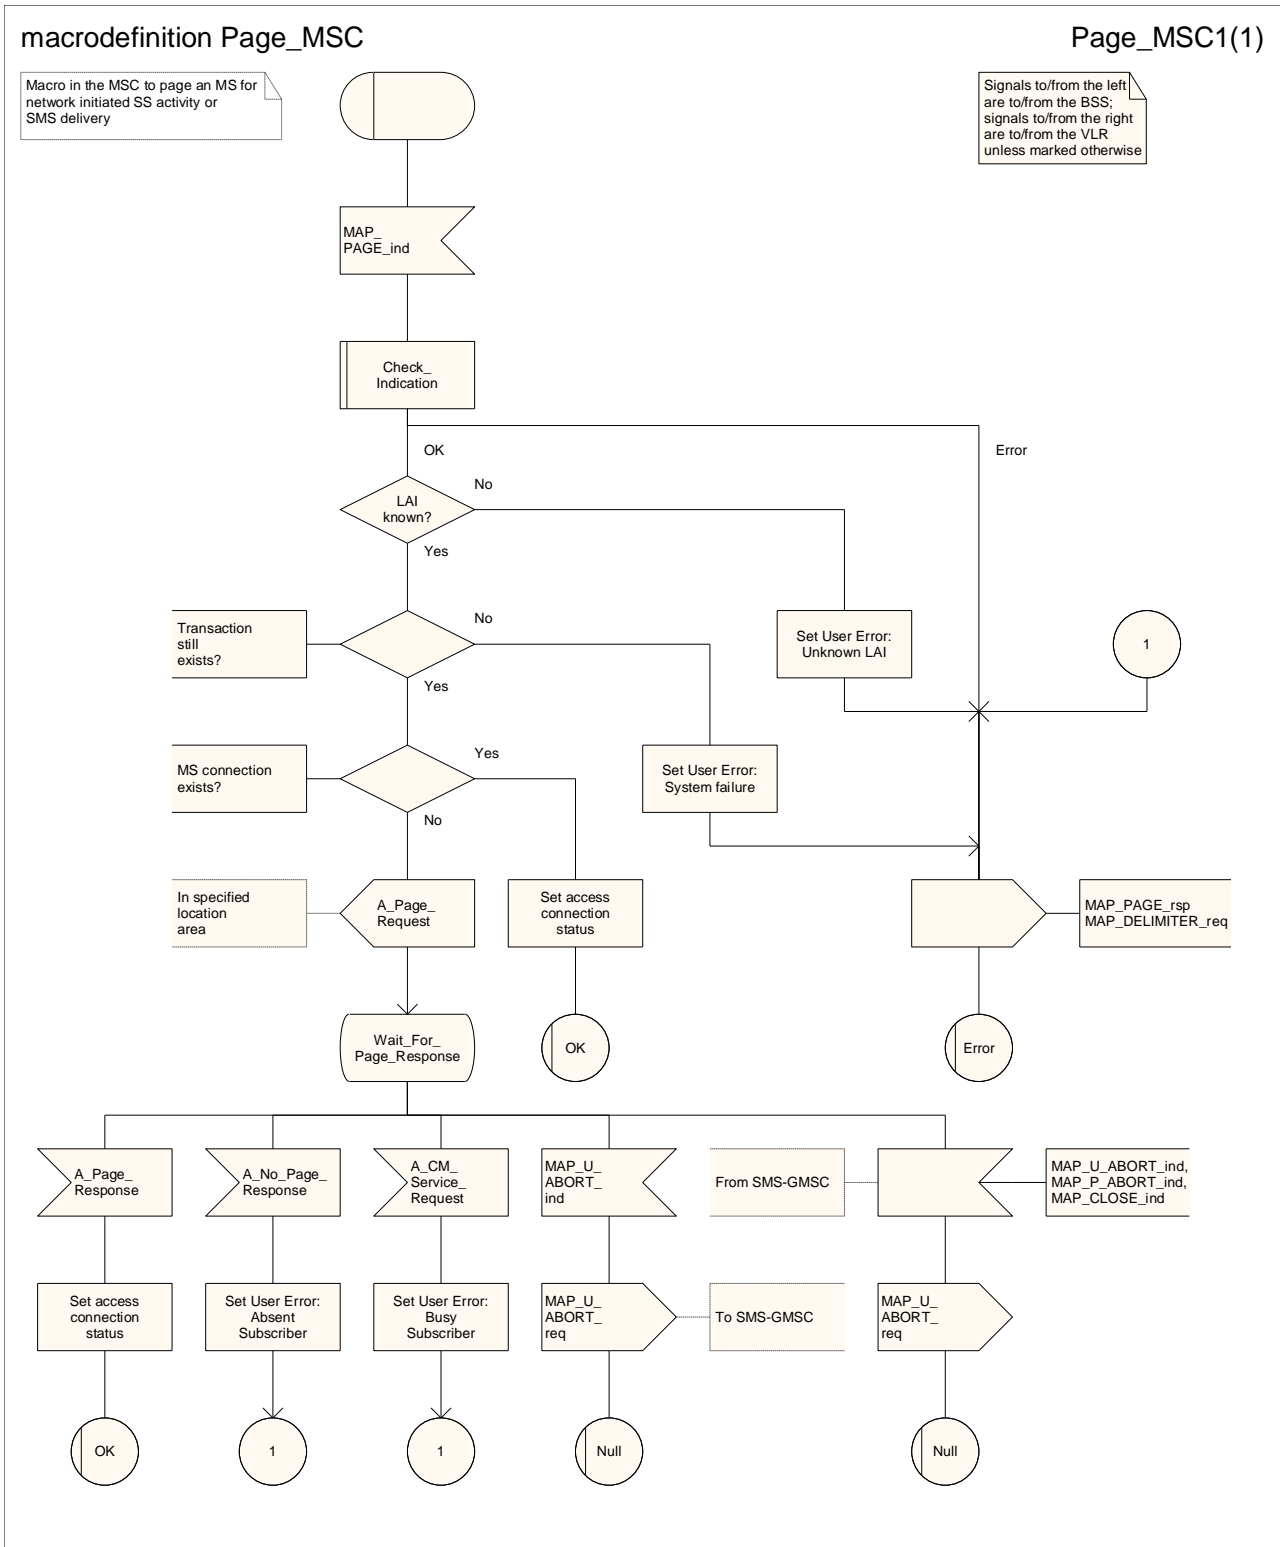 macrodefinition Page_MSC
Page_MSC1(1)
Macro in the MSC to page an MS for
network initiated SS activity or
SMS delivery
Signals to/from the left
are to/from the BSS;
signals to/from the right
are to/from the VLR
unless marked otherwise
MAP_
PAGE_ind
Check_
Indication
OK
Error
LAI
known?
No
Yes
Transaction
still
exists?
No
Yes
Set User Error:
Unknown LAI
1
MS connection
exists?
Yes
No
Set User Error:
System failure
In specified
location
area
A_Page_
Request
Set access
connection
status
MAP_PAGE_rsp
MAP_DELIMITER_req
Wait_For_
Page_Response
OK
Error
A_Page_
Response
A_No_Page_
Response
A_CM_
Service_
Request
MAP_U_
ABORT_
ind
From SMS-GMSC
MAP_U_ABORT_ind,
MAP_P_ABORT_ind,
MAP_CLOSE_ind
Set access
connection
status
Set User Error:
Absent
Subscriber
Set User Error:
Busy
Subscriber
MAP_U_
ABORT_
req
To SMS-GMSC
MAP_U_
ABORT_
req
OK
1
1
Null
Null